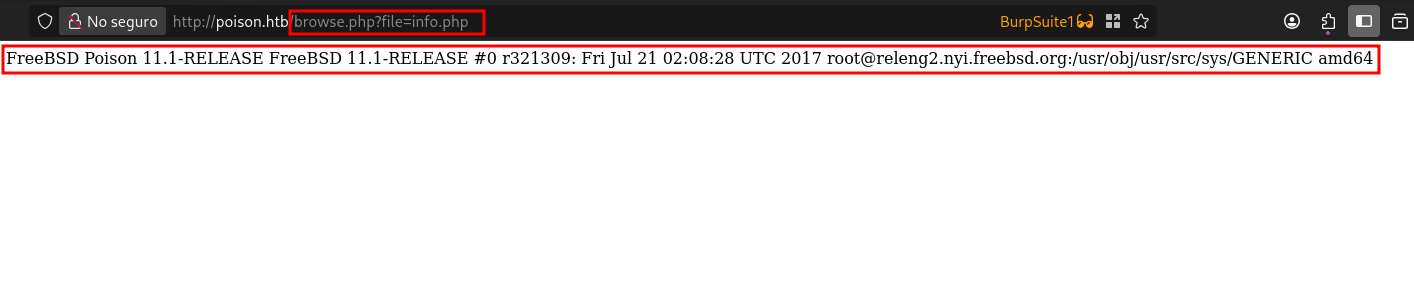 No seguro http://poison.htb/browse.php?file=info.php BurpSuite1
FreeBSD Poison 11.1-RELEASE FreeBSD 11.1-RELEASE #0 r321309: Fri Jul 21 02:08:28 UTC 2017 root@releng2.nyi.freebsd.org:/usr/obj/usr/src/sys/GENERIC amd64